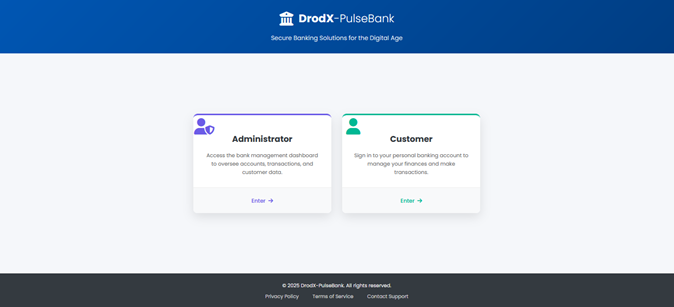 DrodX-PulseBank
Secure Banking Solutions for the Digital Age
Administrator
Access the bank management dashboard
to oversee accounts, transactions, and
customer data.
Enter →
Customer
Sign in to your personal banking account to
manage your finances and make
transactions.
Enter →
© 2025 DrodX-PulseBank. All rights reserved.
Privacy Policy Terms of Service Contact Support